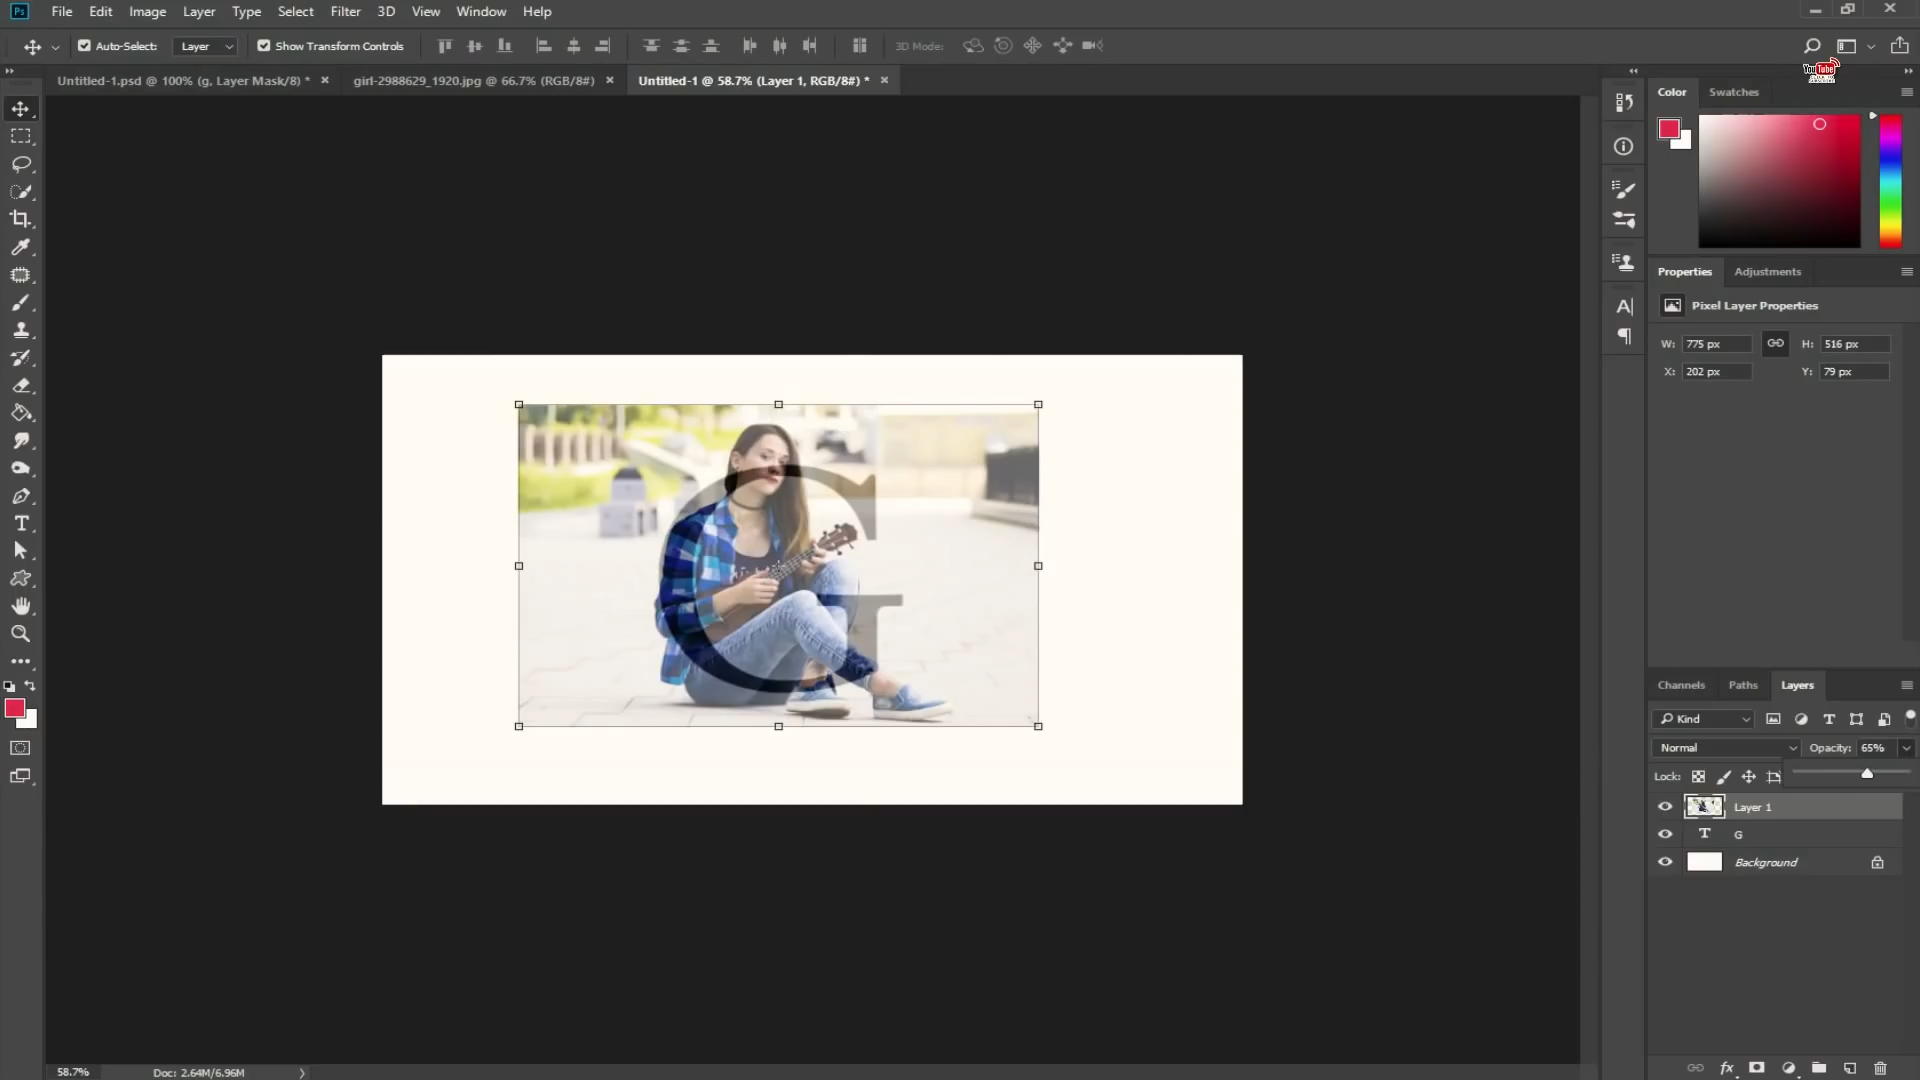 Ps File Edit Image Layer Type Select Filter 3D View Window Help
Auto-Select: Layer Show Transform Controls 3D Mode:
Untitled-1.psd @ 100% (g, Layer Mask/8) * girl-2988629_1920.jpg @ 66.7% (RGB/8#) Untitled-1 @ 58.7% (Layer 1, RGB/8#) *
YouTube
Color Swatches
Properties Adjustments
Pixel Layer Properties
W: 775 px H: 516 px
X: 202 px Y: 79 px
G
Channels Paths Layers
Kind
Normal Opacity: 65%
Lock:
Layer 1
T G
Background
fx
58.7% Doc: 2.64M/6.96M